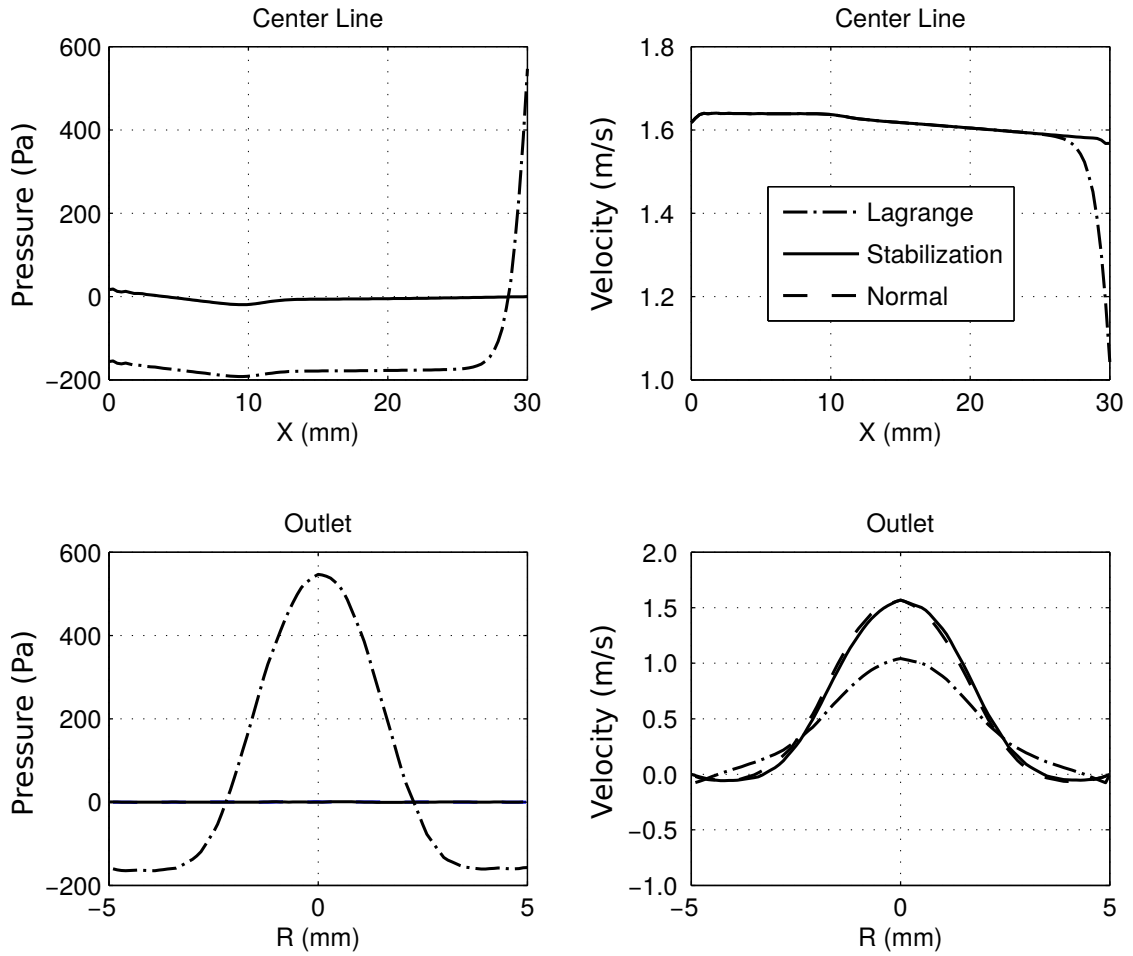 Center Line
600
400
200
0
−200
Pressure (Pa)
0
10
20
30
X (mm)
Center Line
1.8
1.6
1.4
1.2
1.0
Velocity (m/s)
Lagrange
Stabilization
Normal
0
10
20
30
X (mm)
Outlet
600
400
200
0
−200
Pressure (Pa)
−5
0
5
R (mm)
Outlet
2.0
1.5
1.0
0.5
0.0
−0.5
−1.0
Velocity (m/s)
−5
0
5
R (mm)